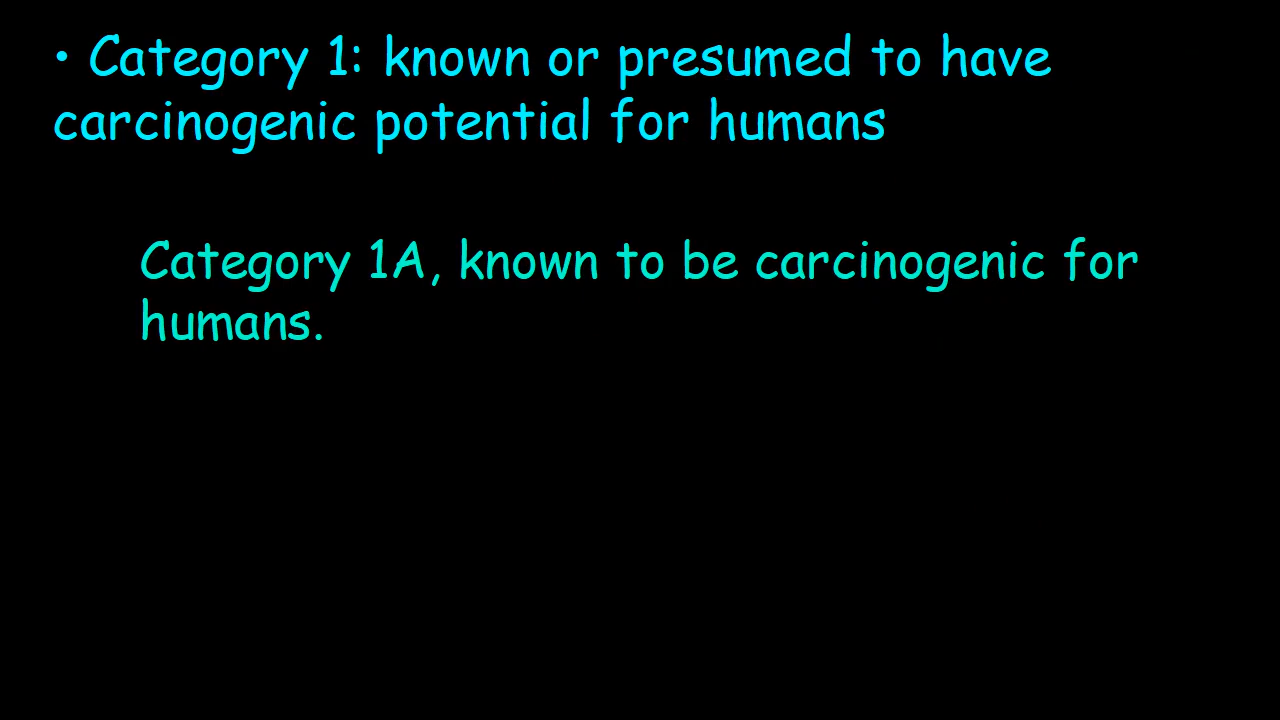 • Category 1: known or presumed to have
carcinogenic potential for humans
Category 1A, known to be carcinogenic for
humans.